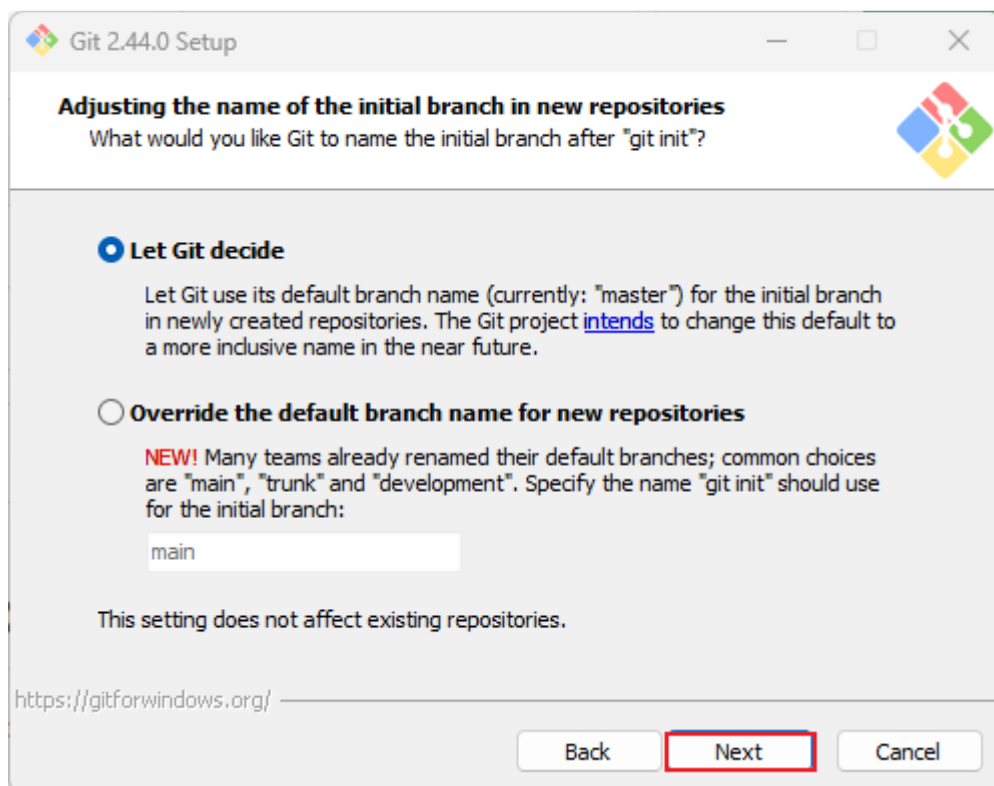 Git 2.44.0 Setup
Adjusting the name of the initial branch in new repositories
What would you like Git to name the initial branch after "git init"?
Let Git decide
Let Git use its default branch name (currently: "master") for the initial branch
in newly created repositories. The Git project intends to change this default to
a more inclusive name in the near future.
Override the default branch name for new repositories
NEW! Many teams already renamed their default branches; common choices
are "main", "trunk" and "development". Specify the name "git init" should use
for the initial branch:
main
This setting does not affect existing repositories.
https://gitforwindows.org/
Back
Next
Cancel